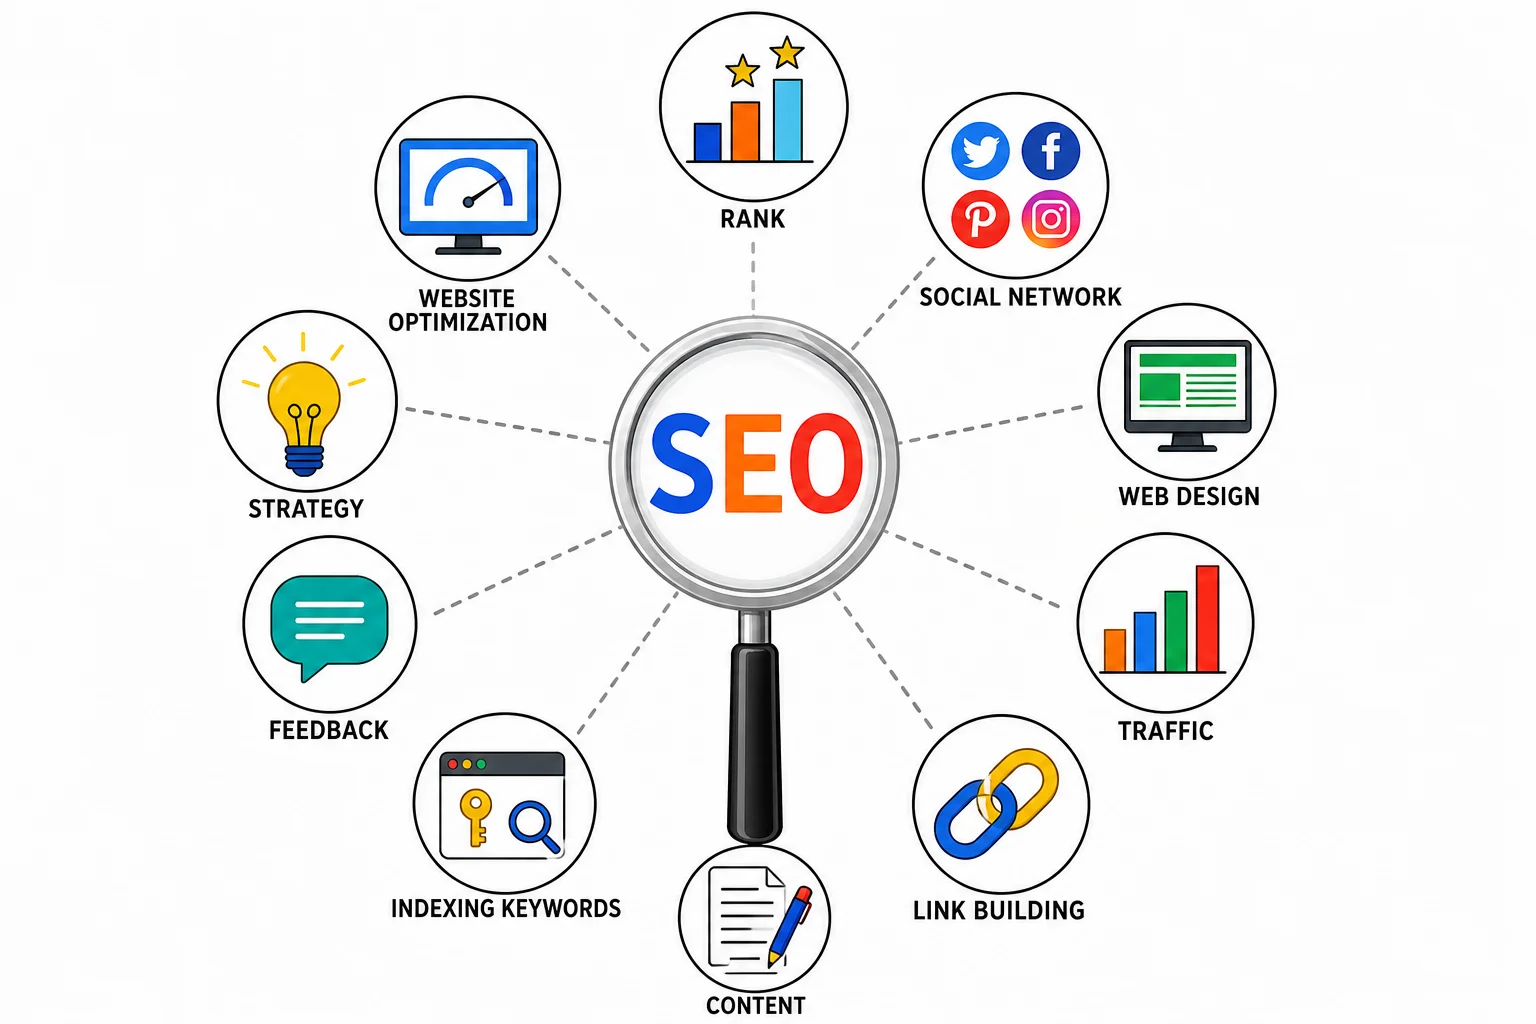 RANK
WEBSITE
OPTIMIZATION
SOCIAL NETWORK
STRATEGY
SEO
WEB DESIGN
FEEDBACK
TRAFFIC
INDEXING KEYWORDS
LINK BUILDING
CONTENT